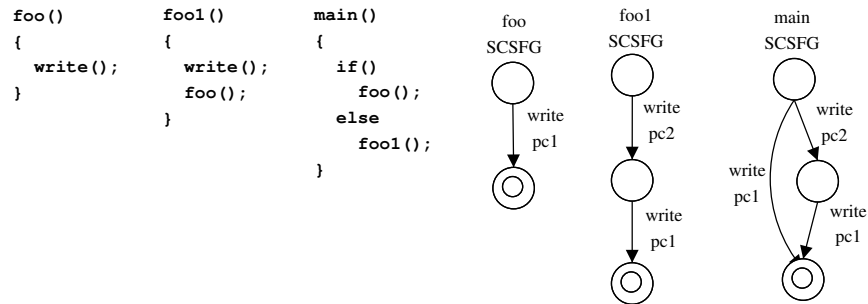 foo()
{
write();
}
foo1()
{
write();
foo();
}
main()
{
if()
foo();
else
foo1();
}
foo
SCSFG
write
pc1
foo1
SCSFG
write
pc2
write
pc1
main
SCSFG
write
pc2
write
pc1
write
pc1